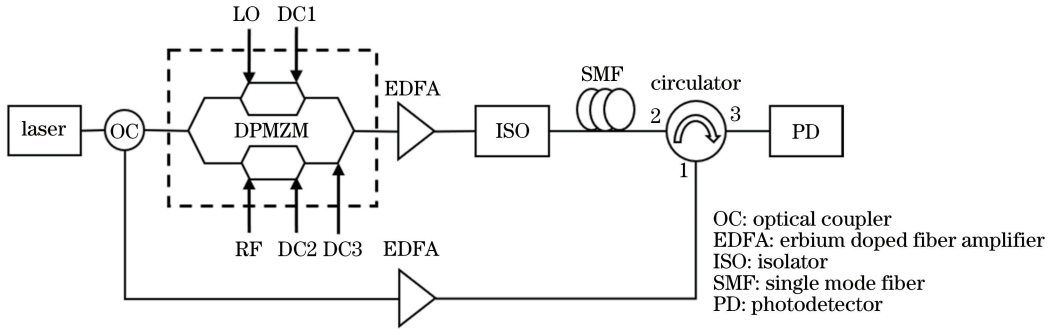 LO DC1
EDFA
SMF
circulator
laser
OC
DPMZM
ISO
2
3
PD
1
RF DC2 DC3
EDFA
OC: optical coupler
EDFA: erbium doped fiber amplifier
ISO: isolator
SMF: single mode fiber
PD: photodetector